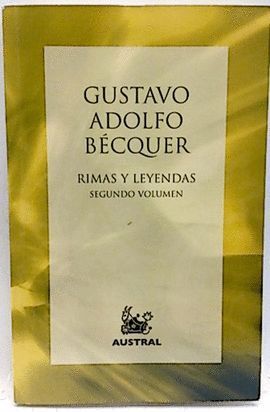 GUSTAVO
ADOLFO
BÉCQUER
RIMAS Y LEYENDAS
SEGUNDO VOLUMEN
AUSTRAL